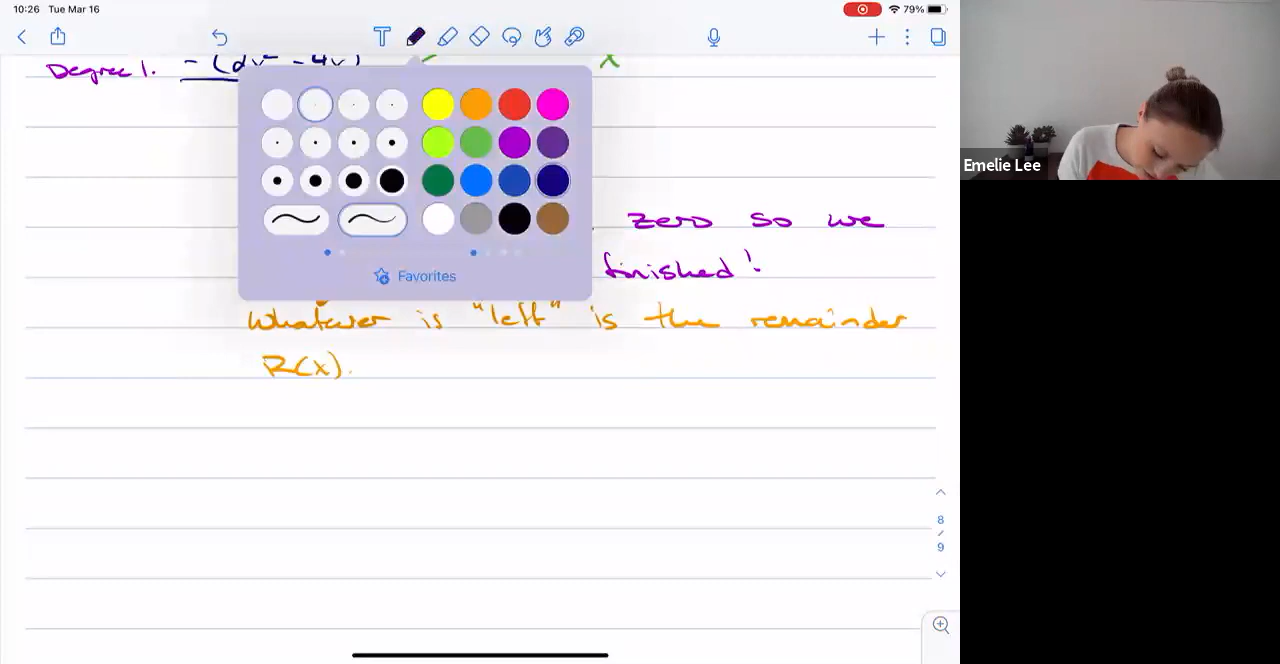 10:26 Tue Mar 16
79%
Degree 1.
x
zero so we
finished!
Favorites
Whatever is "left" is the remainder
R(x).
8
/
9
Emelie Lee